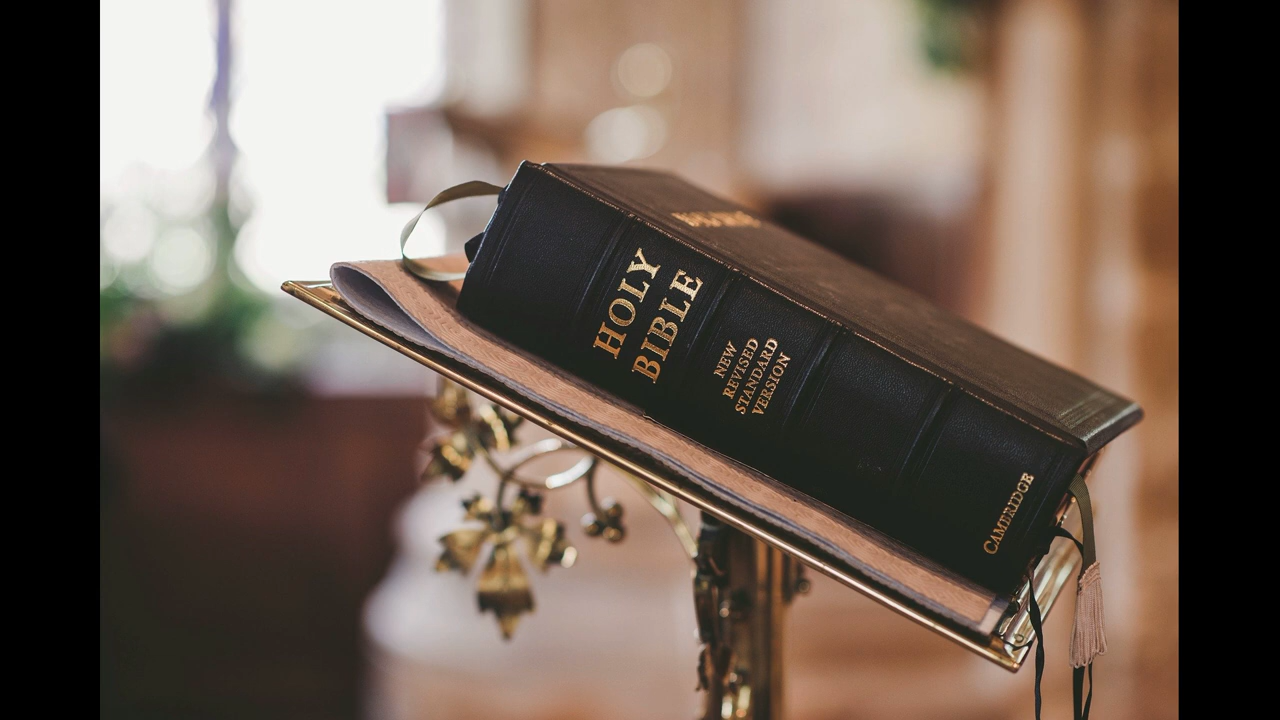 HOLY
BIBLE
NEW
REVISED
STANDARD
VERSION
CAMBRIDGE